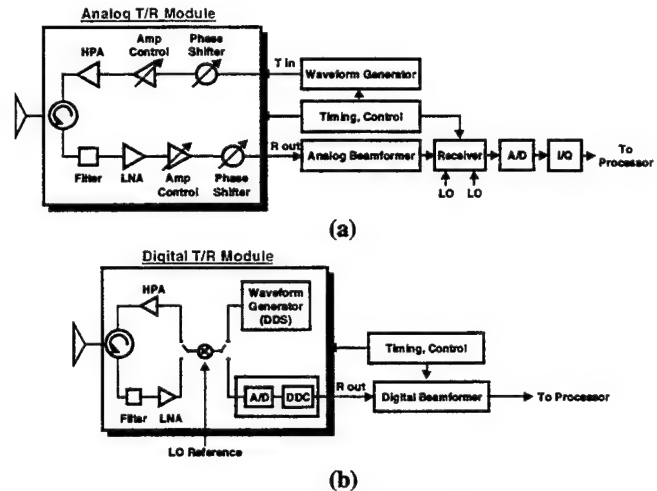 Analog T/R Module
HPA
Amp
Control
Phase
Shifter
T in
Waveform Generator
Timing, Control
R out
Analog Beamformer
Receiver
A/D
I/Q
To
Processor
Filter
LNA
Amp
Control
Phase
Shifter
LO
LO
(a)
Digital T/R Module
HPA
Waveform
Generator
(DDS)
Timing, Control
Filter
LNA
A/D
DDC
R out
Digital Beamformer
To Processor
LO Reference
(b)